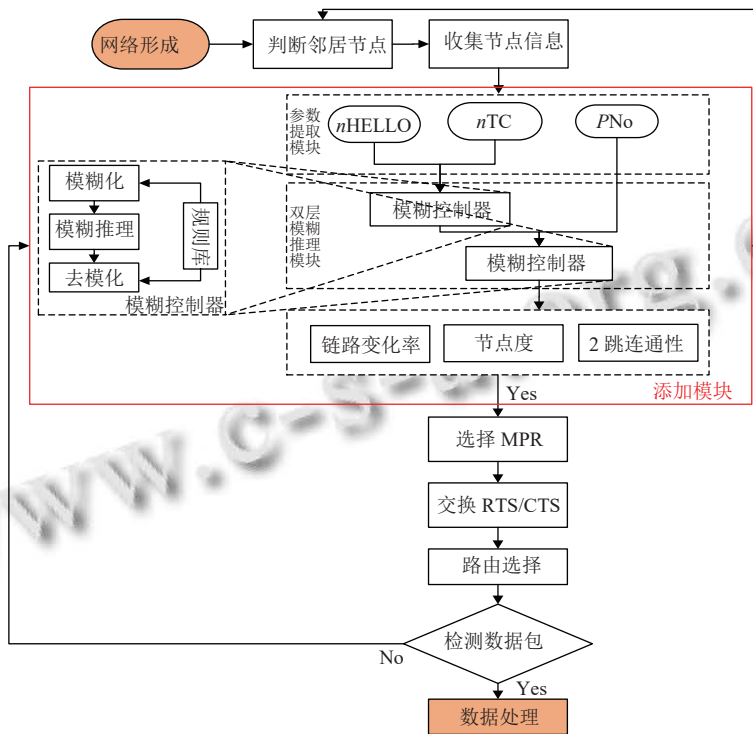 网络形成
判断邻居节点
收集节点信息
参数
提取
模块
nHELLO
nTC
PNo
模糊化
模糊推理
去模化
规则库
模糊控制器
双层
模糊
推理
模块
模糊控制器
模糊控制器
链路变化率
节点度
2 跳连通性
Yes
添加模块
选择 MPR
交换 RTS/CTS
路由选择
检测数据包
No
Yes
数据处理